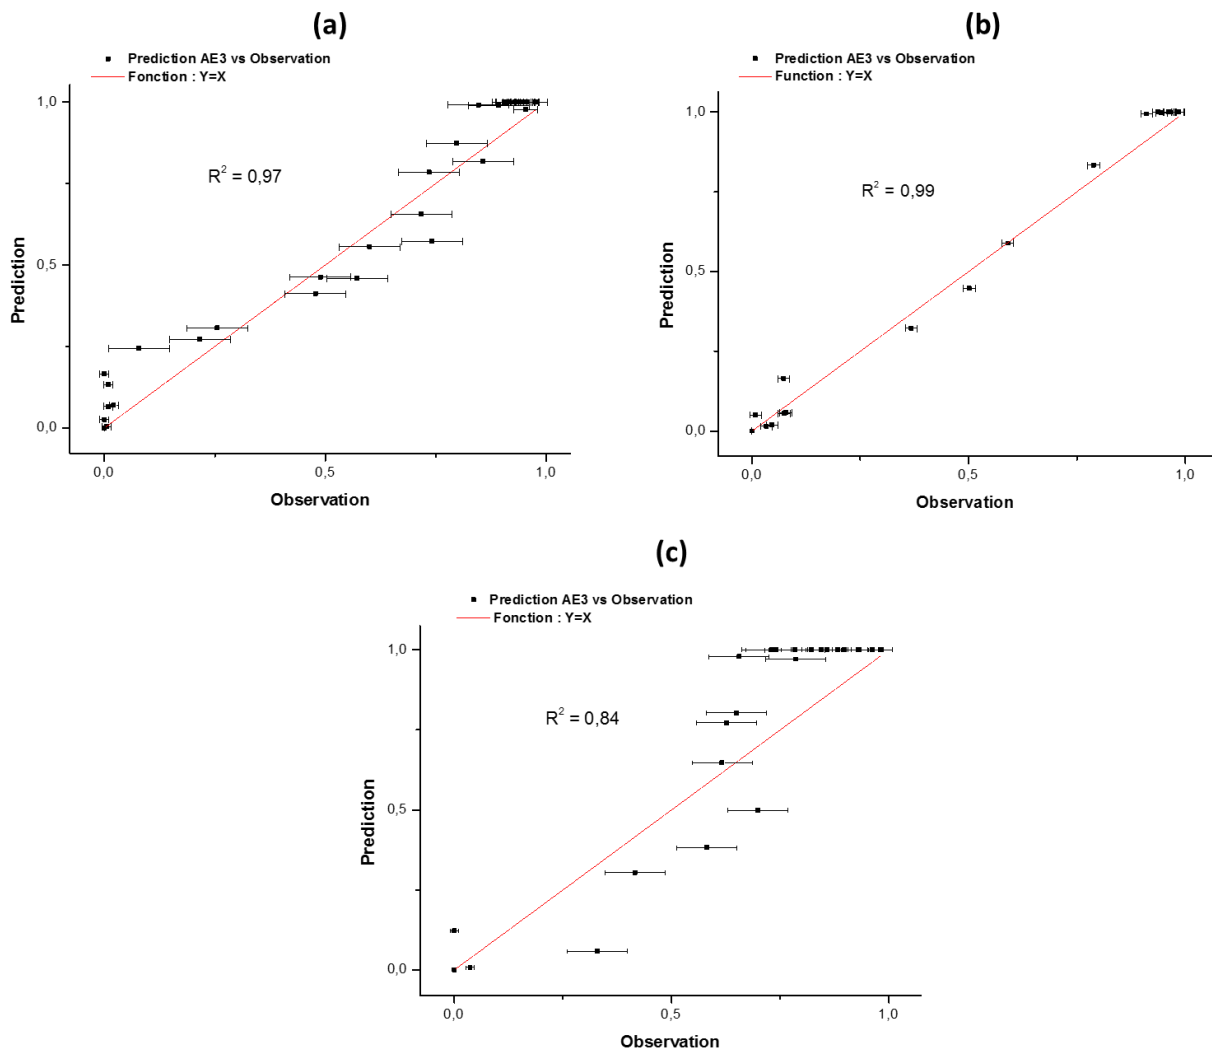 (a)
Prediction AE3 vs Observation
Fonction : Y=X
1,0
R² = 0,97
0,5
0,0
0,0
0,5
1,0
Prediction
Observation
(b)
Prediction AE3 vs Observation
Function : Y=X
1,0
R² = 0,99
0,5
0,0
0,0
0,5
1,0
Prediction
Observation
(c)
Prediction AE3 vs Observation
Fonction : Y=X
1,0
R² = 0,84
0,5
0,0
0,0
0,5
1,0
Prediction
Observation